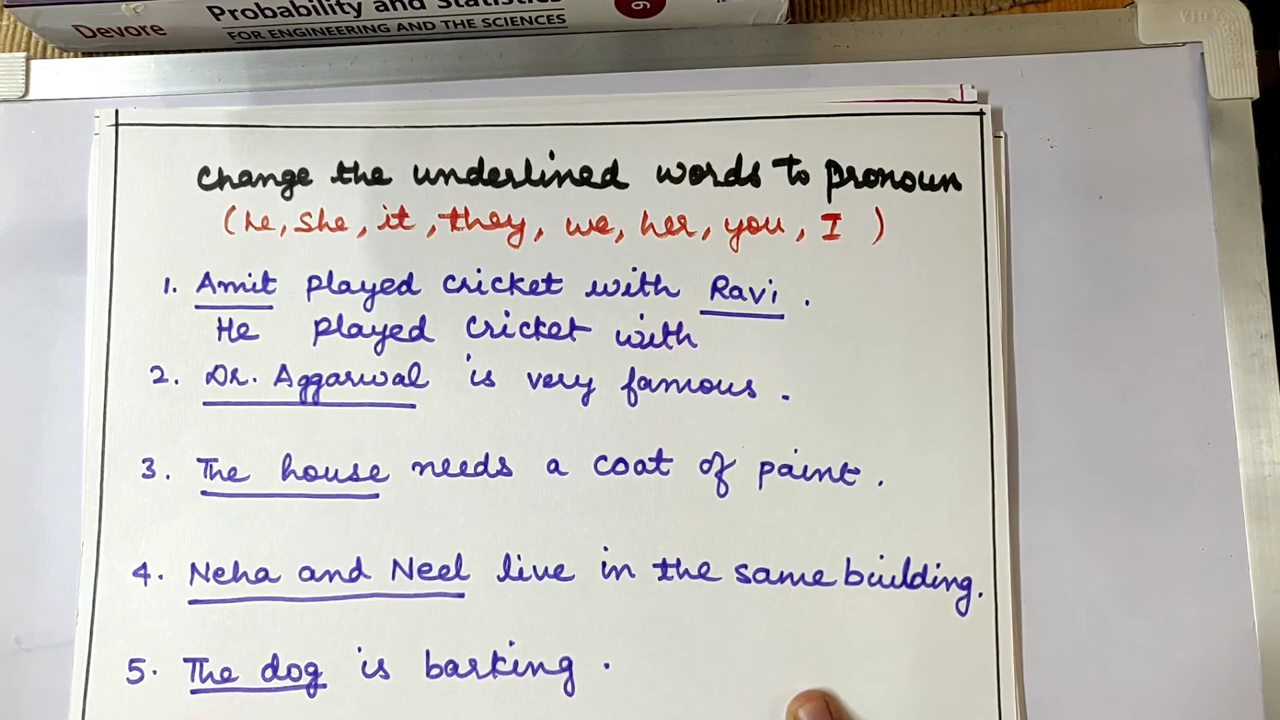 Probability and Statistics
Devore
FOR ENGINEERING AND THE SCIENCES
9
Change the underlined words to pronoun
(he, she, it, they, we, her, you, I)
1. Amit played cricket with Ravi.
He played cricket with
2. Dr. Aggarwal is very famous.
3. The house needs a coat of paint.
4. Neha and Neel live in the same building.
5. The dog is barking.